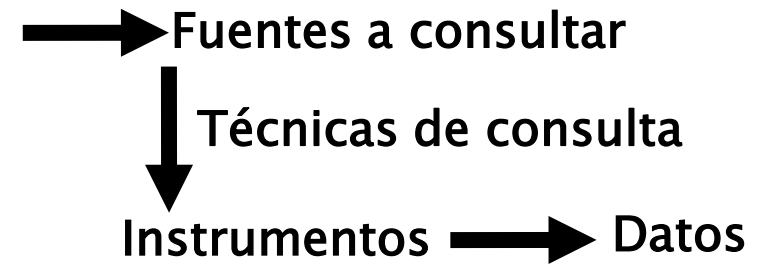 Fuentes a consultar
Técnicas de consulta
Instrumentos
Datos